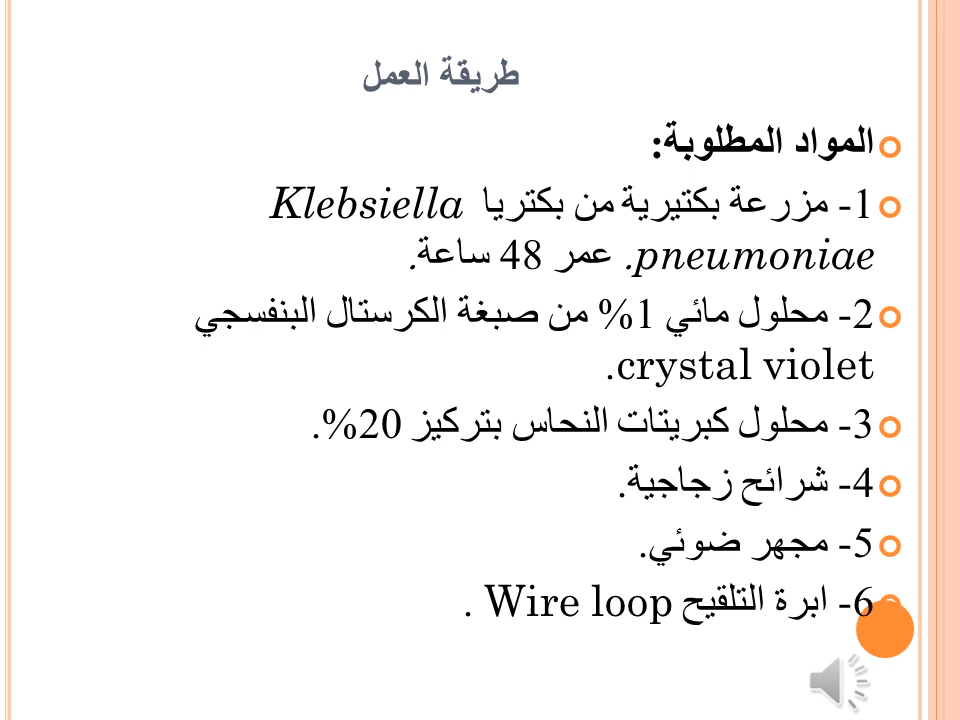 طريقة العمل
المواد المطلوبة:
1- مزرعة بكتيرية من بكتريا Klebsiella
pneumoniae. عمر 48 ساعة.
2- محلول مائي 1% من صبغة الكرستال البنفسجي
crystal violet.
3- محلول كبريتات النحاس بتركيز 20%.
4- شرائح زجاجية.
5- مجهر ضوئي.
6- ابرة التلقيح Wire loop .